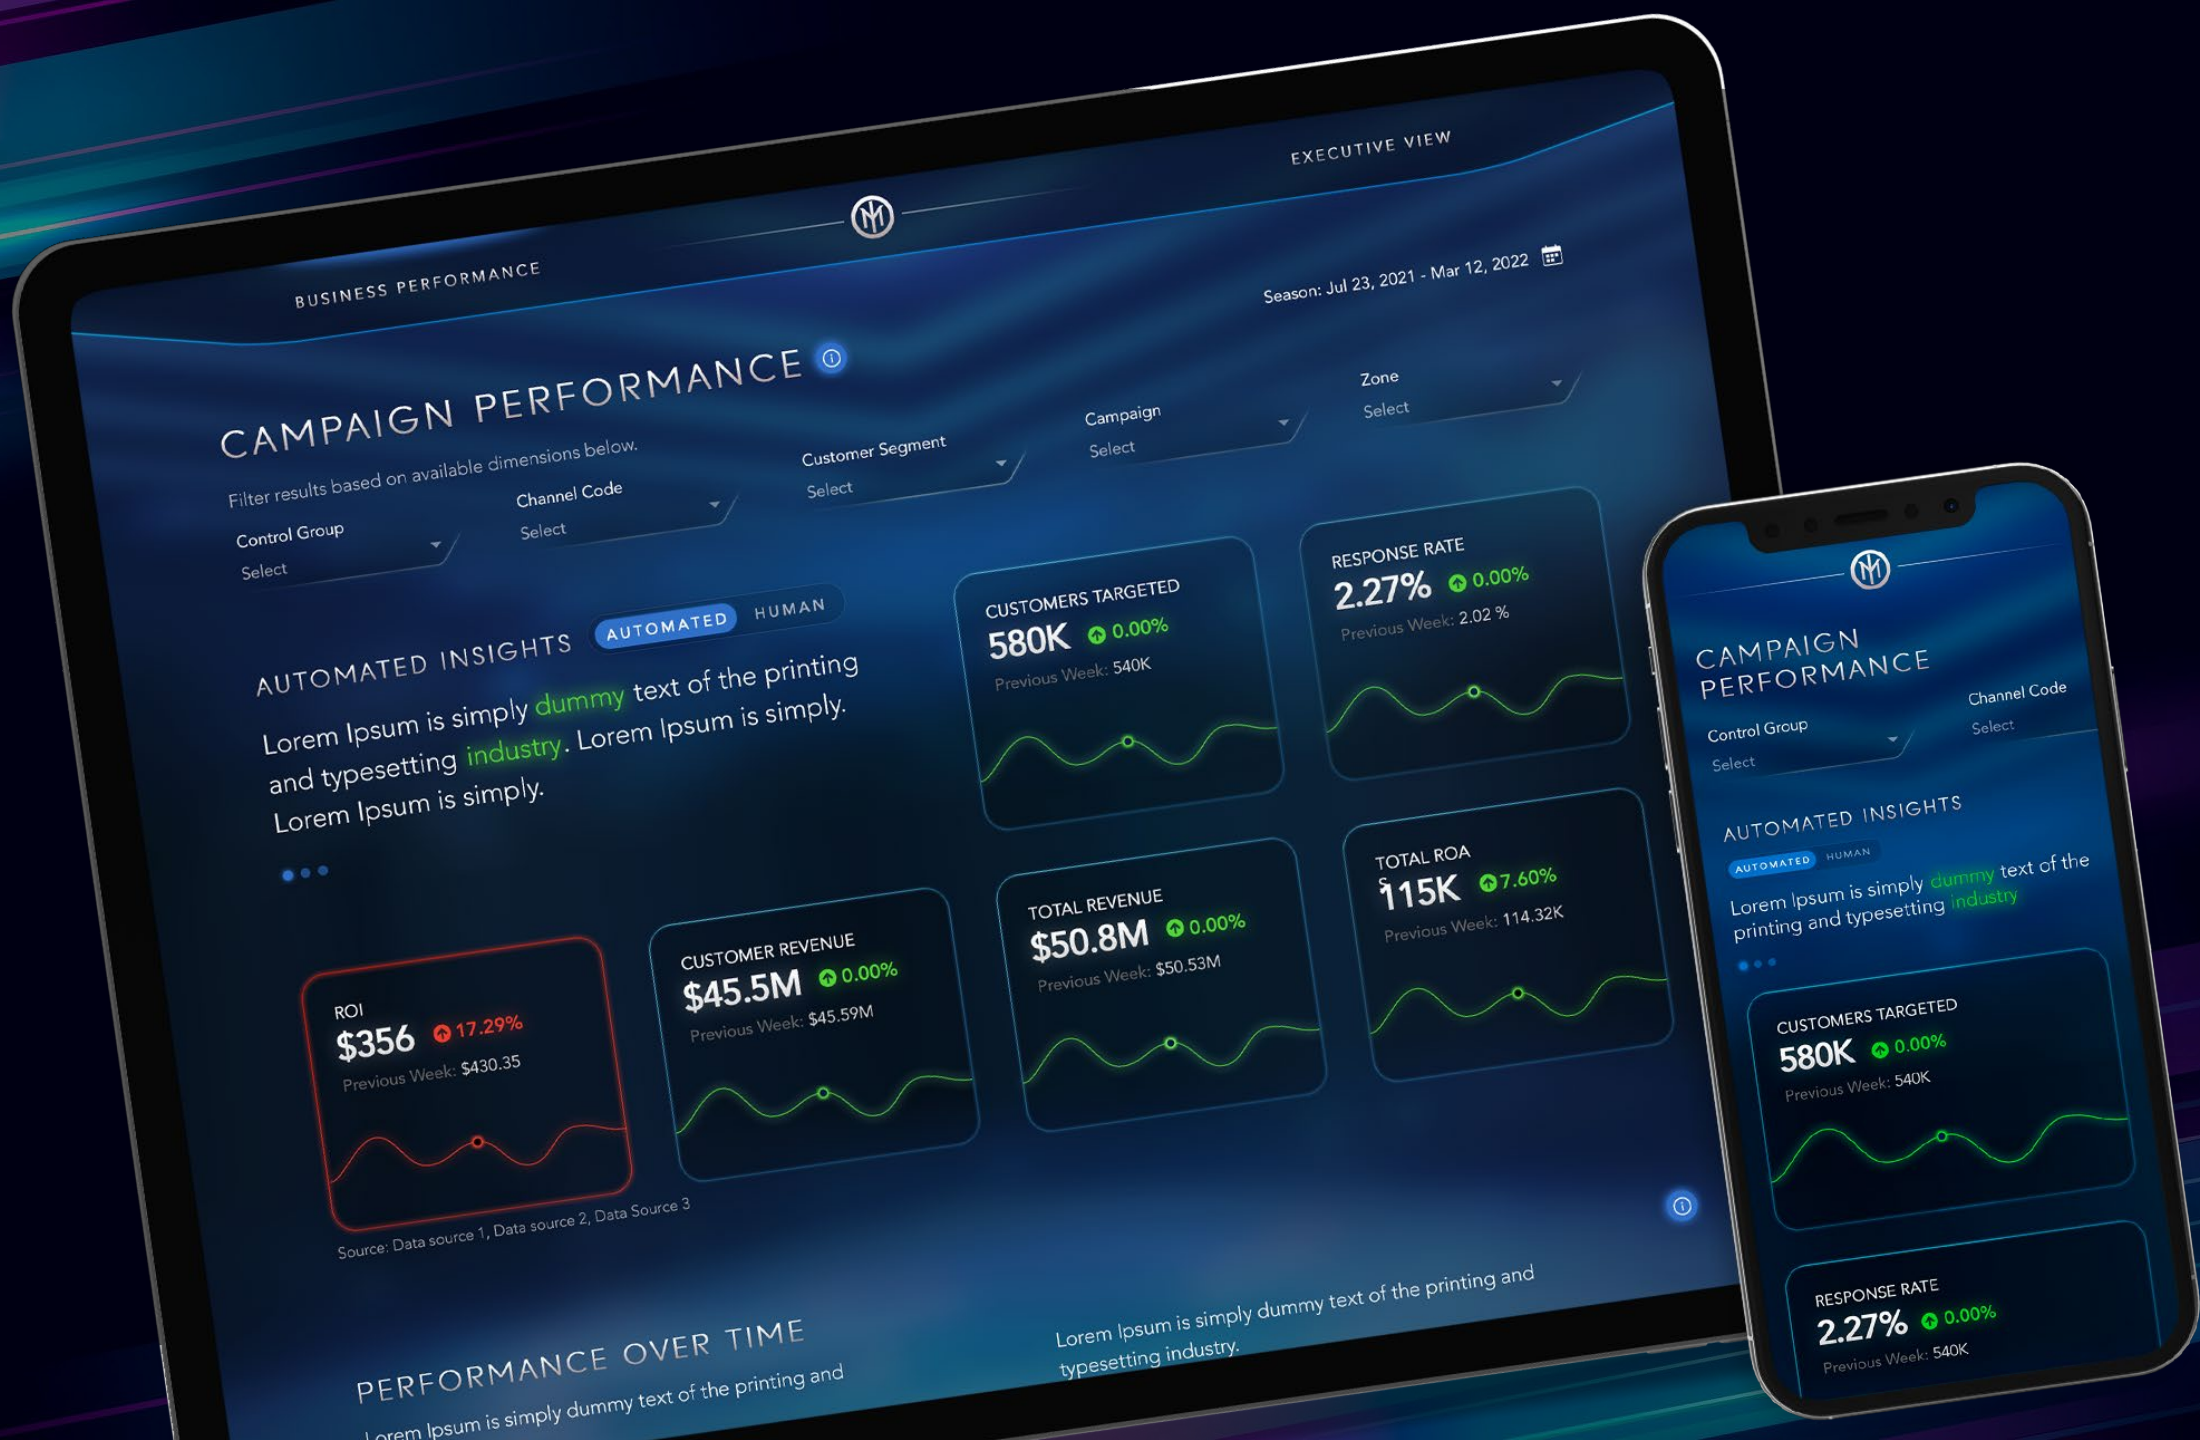 BUSINESS PERFORMANCE
EXECUTIVE VIEW
Season: Jul 23, 2021 - Mar 12, 2022
CAMPAIGN PERFORMANCE
Filter results based on available dimensions below.
Control Group
Select
Channel Code
Select
Customer Segment
Select
Campaign
Select
Zone
Select
AUTOMATED INSIGHTS
AUTOMATED HUMAN
Lorem Ipsum is simply dummy text of the printing
and typesetting industry. Lorem Ipsum is simply.
Lorem Ipsum is simply.
CUSTOMERS TARGETED
580K 0.00%
Previous Week: 540K
RESPONSE RATE
2.27% 0.00%
Previous Week: 2.02 %
ROI
$356 17.29%
Previous Week: $430.35
CUSTOMER REVENUE
$45.5M 0.00%
Previous Week: $45.59M
TOTAL REVENUE
$50.8M 0.00%
Previous Week: $50.53M
TOTAL ROA
$115K 7.60%
Previous Week: 114.32K
Source: Data source 1, Data source 2, Data Source 3
PERFORMANCE OVER TIME
Lorem Ipsum is simply dummy text of the printing and
Lorem Ipsum is simply dummy text of the printing and
typesetting industry.
CAMPAIGN
PERFORMANCE
Control Group
Select
Channel Code
Select
AUTOMATED INSIGHTS
AUTOMATED HUMAN
Lorem Ipsum is simply dummy text of the
printing and typesetting industry
CUSTOMERS TARGETED
580K 0.00%
Previous Week: 540K
RESPONSE RATE
2.27% 0.00%
Previous Week: 540K